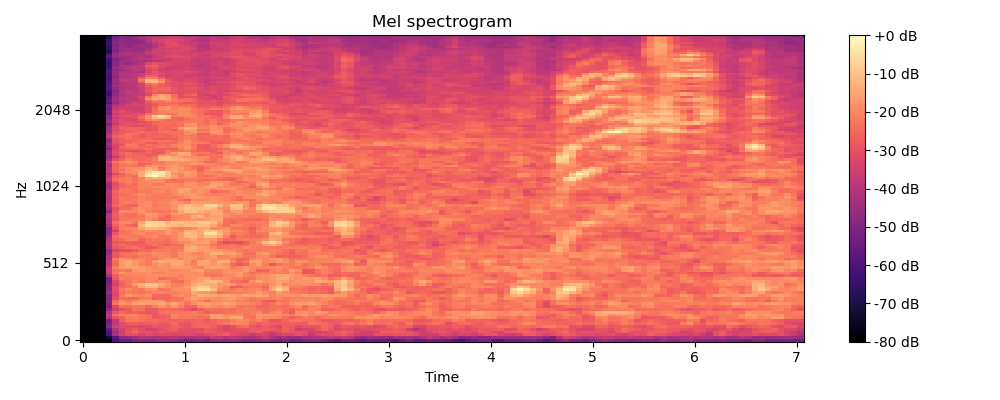 Mel spectrogram
Hz
2048
1024
512
0
0 1 2 3 4 5 6 7
Time
+0 dB
-10 dB
-20 dB
-30 dB
-40 dB
-50 dB
-60 dB
-70 dB
-80 dB